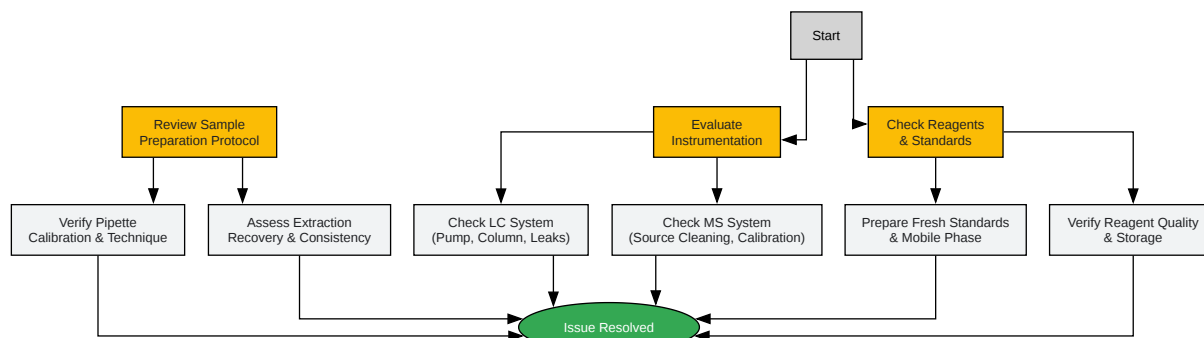 Start
Review Sample
Preparation Protocol
Evaluate
Instrumentation
Check Reagents
& Standards
Verify Pipette
Calibration & Technique
Assess Extraction
Recovery & Consistency
Check LC System
(Pump, Column, Leaks)
Check MS System
(Source Cleaning, Calibration)
Prepare Fresh Standards
& Mobile Phase
Verify Reagent Quality
& Storage
Issue Resolved